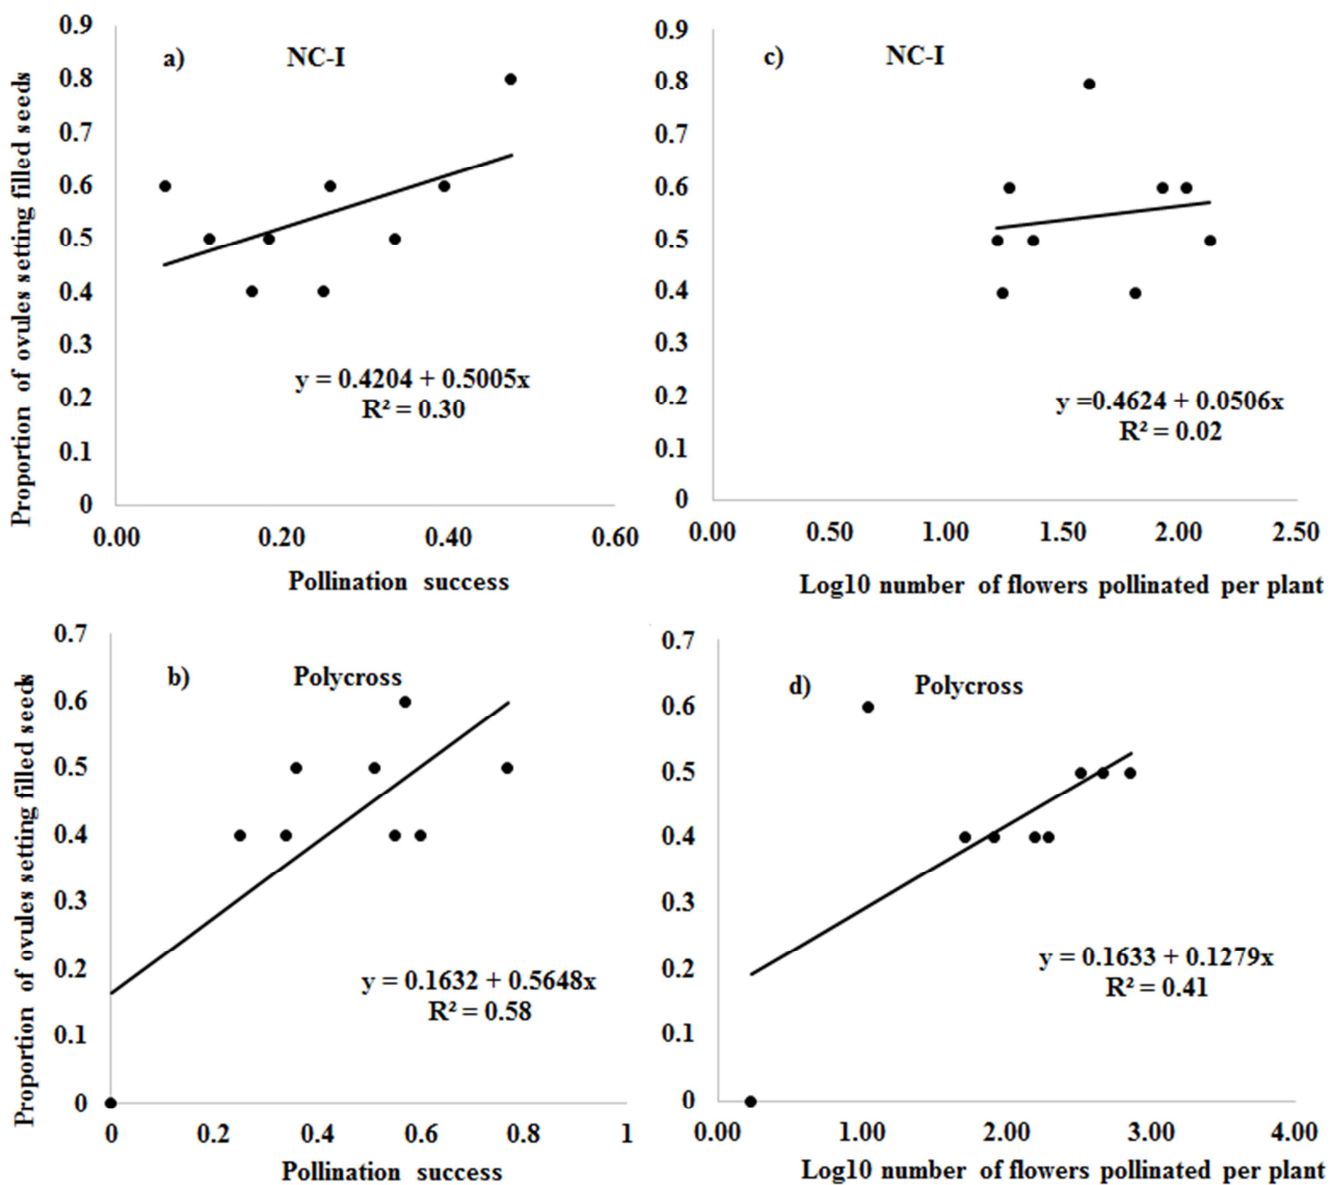 a) NC-I
Proportion of ovules setting filled seeds
0.9
0.8
0.7
0.6
0.5
0.4
0.3
0.2
0.1
0
y = 0.4204 + 0.5005x
R² = 0.30
0.00 0.20 0.40 0.60
Pollination success
c) NC-I
0.9
0.8
0.7
0.6
0.5
0.4
0.3
0.2
0.1
0
y =0.4624 + 0.0506x
R² = 0.02
0.00 0.50 1.00 1.50 2.00 2.50
Log10 number of flowers pollinated per plant
b) Polycross
Proportion of ovules setting filled seeds
0.7
0.6
0.5
0.4
0.3
0.2
0.1
0
y = 0.1632 + 0.5648x
R² = 0.58
0 0.2 0.4 0.6 0.8 1
Pollination success
d) Polycross
0.7
0.6
0.5
0.4
0.3
0.2
0.1
0
y = 0.1633 + 0.1279x
R² = 0.41
0.00 1.00 2.00 3.00 4.00
Log10 number of flowers pollinated per plant